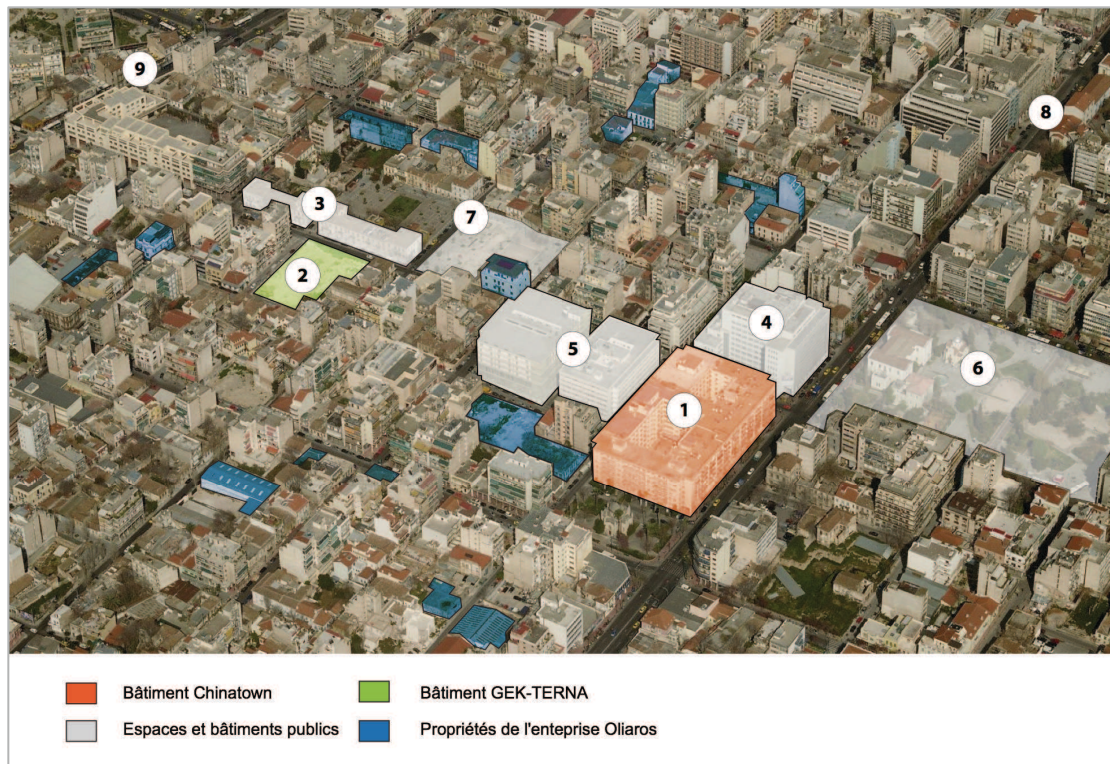 9
8
3
7
2
4
5
6
1
Bâtiment Chinatown
Bâtiment GEK-TERNA
Espaces et bâtiments publics
Propriétés de l'enteprise Oliaros